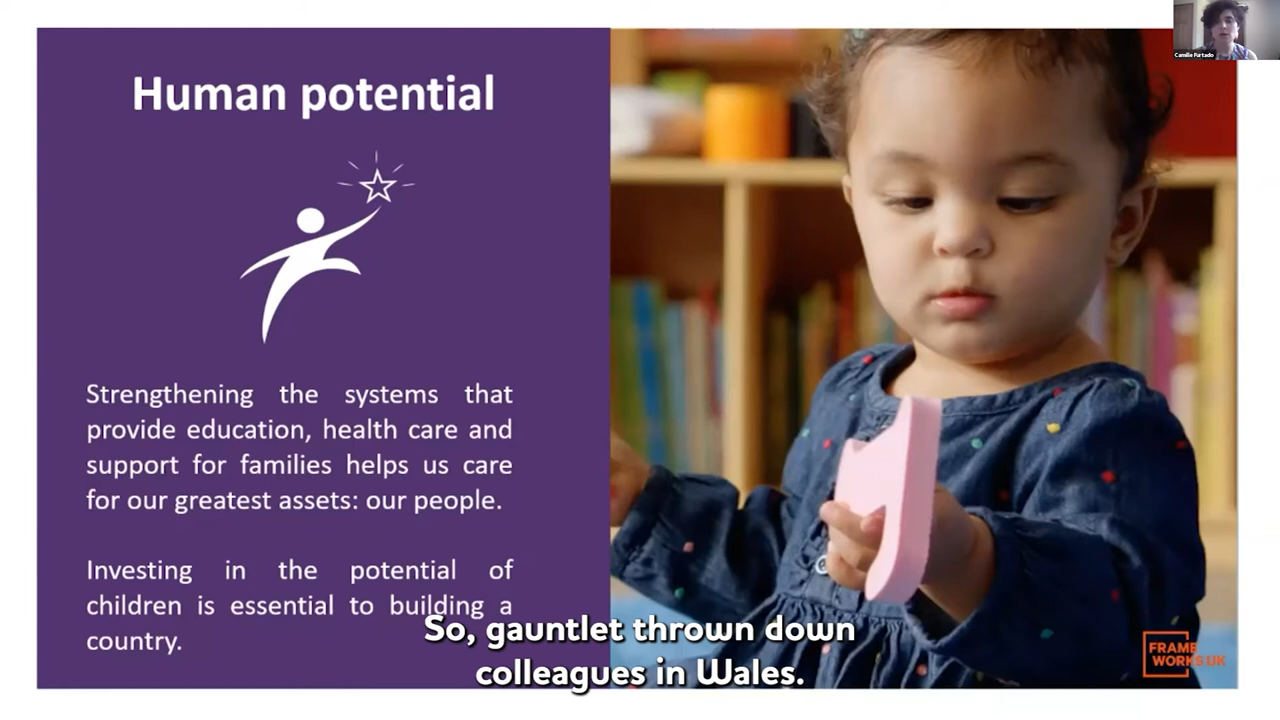 Human potential
Camille Furtado
Strengthening the systems that
provide education, health care and
support for families helps us care
for our greatest assets: our people.
Investing in the potential of
children is essential to building a
country.
So, gauntlet thrown down
colleagues in Wales.
FRAME
WORKS UK